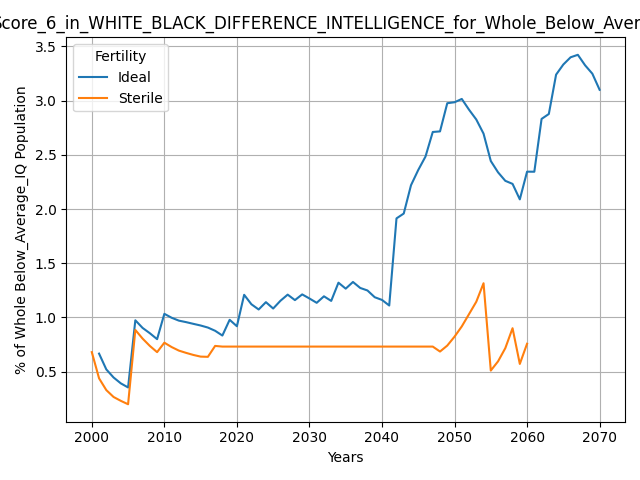 Score_6_in_WHITE_BLACK_DIFFERENCE_INTELLIGENCE_for_Whole_Below_Aver
Fertility
Ideal
Sterile
% of Whole Below_Average_IQ Population
3.5
3.0
2.5
2.0
1.5
1.0
0.5
2000 2010 2020 2030 2040 2050 2060 2070
Years